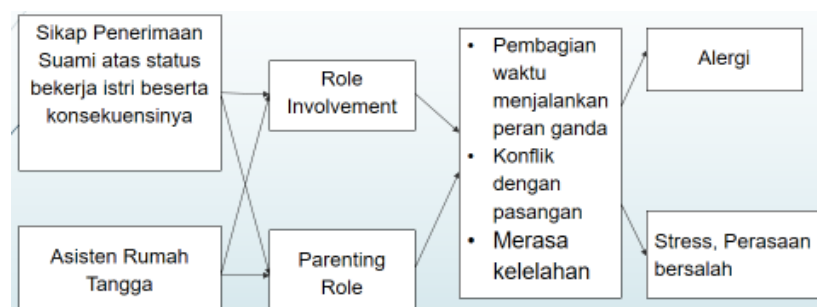 Sikap Penerimaan
Suami atas status
bekerja istri beserta
konsekuensinya
Asisten Rumah
Tangga
Role
Involvement
Parenting
Role
• Pembagian
waktu
menjalankan
peran ganda
• Konflik
dengan
pasangan
• Merasa
kelelahan
Alergi
Stress, Perasaan
bersalah